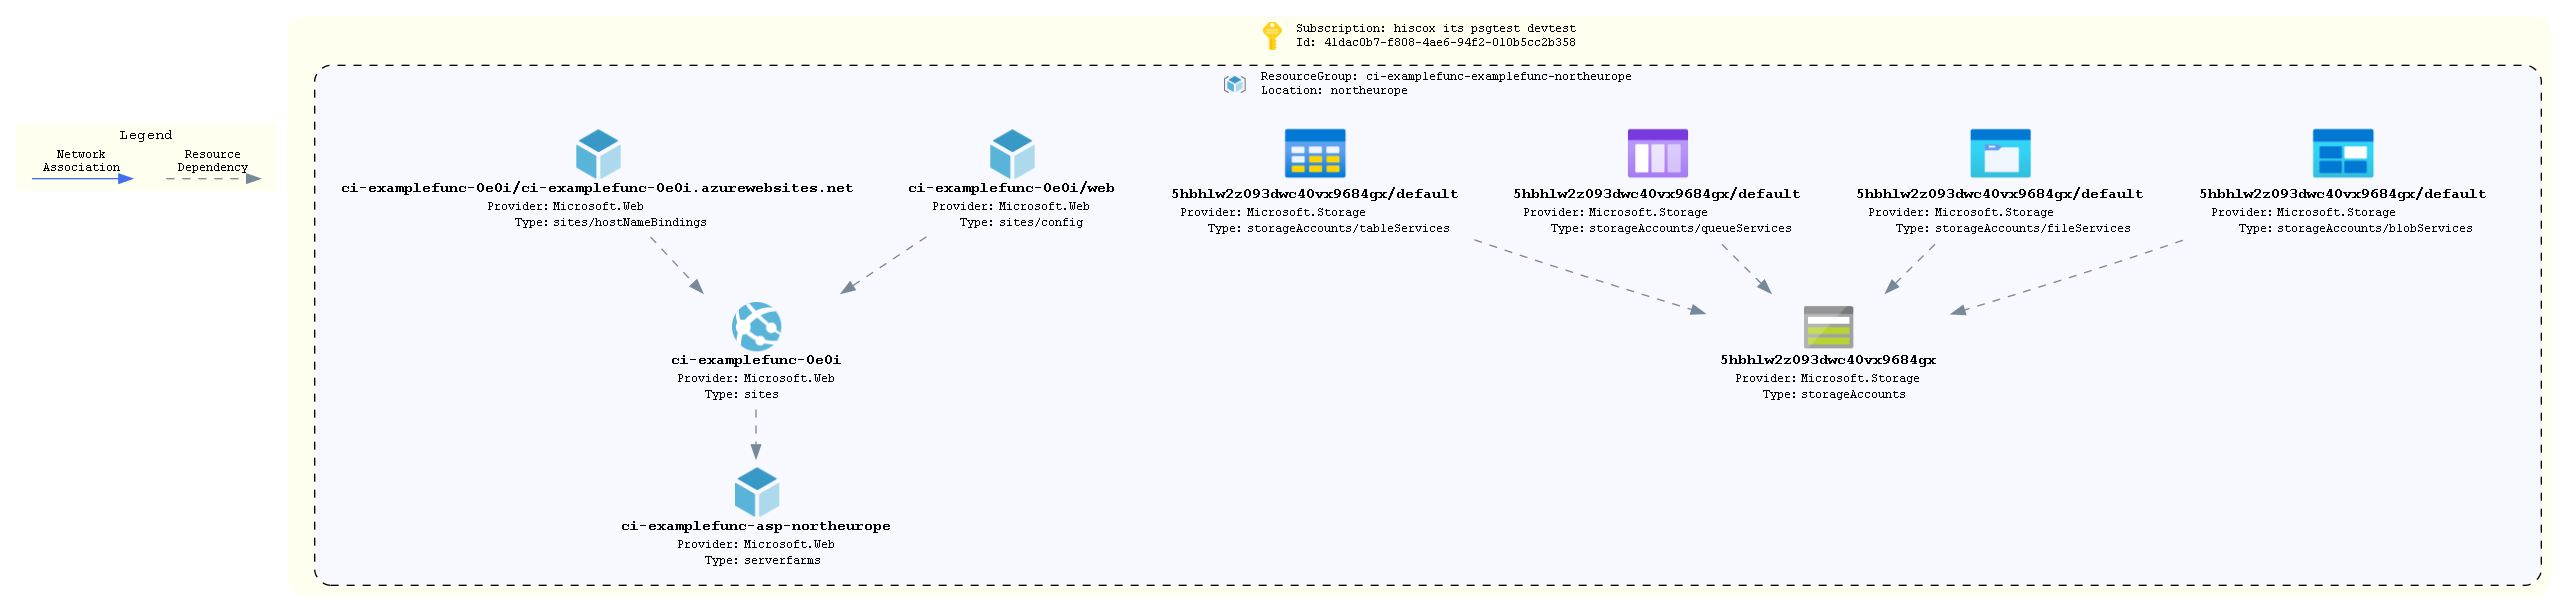 Subscription: hiscox its psgtest devtest
Id: 41dac0b7-f808-4ae6-94f2-010b5cc2b358
ResourceGroup: ci-examplefunc-examplefunc-northeurope
Location: northeurope
Legend
Network
Association
Resource
Dependency
ci-examplefunc-0e0i/ci-examplefunc-0e0i.azurewebsites.net
Provider: Microsoft.Web
Type: sites/hostNameBindings
ci-examplefunc-0e0i/web
Provider: Microsoft.Web
Type: sites/config
5hbhlw2z093dwc40vx9684gx/default
Provider: Microsoft.Storage
Type: storageAccounts/tableServices
5hbhlw2z093dwc40vx9684gx/default
Provider: Microsoft.Storage
Type: storageAccounts/queueServices
5hbhlw2z093dwc40vx9684gx/default
Provider: Microsoft.Storage
Type: storageAccounts/fileServices
5hbhlw2z093dwc40vx9684gx/default
Provider: Microsoft.Storage
Type: storageAccounts/blobServices
ci-examplefunc-0e0i
Provider: Microsoft.Web
Type: sites
5hbhlw2z093dwc40vx9684gx
Provider: Microsoft.Storage
Type: storageAccounts
ci-examplefunc-asp-northeurope
Provider: Microsoft.Web
Type: serverfarms